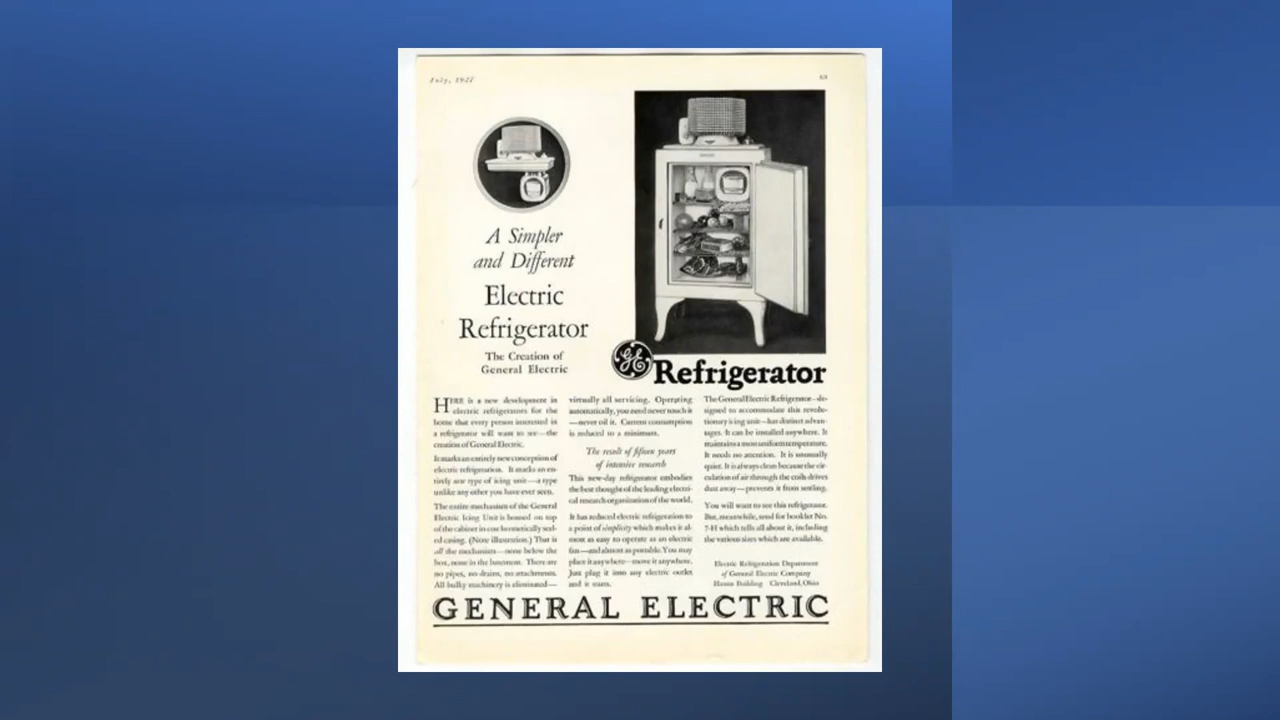 July, 1927
63
A Simpler
and Different
Electric
Refrigerator
The Creation of
General Electric
GE Refrigerator
HERE is a new development in
electric refrigerators for the
home that every person interested in
a refrigerator will want to see—the
creation of General Electric.
It marks an entirely new conception of
electric refrigeration. It marks an en-
tirely new type of icing unit—a type
unlike any other you have ever seen.
The entire mechanism of the General
Electric Icing Unit is housed on top
of the cabinet in one hermetically seal-
ed casing. (Note illustration.) That is
all the mechanism—none below the
box, none in the basement. There are
no pipes, no drains, no attachments.
All bulky machinery is eliminated—
virtually all servicing. Operating
automatically, you need never touch it
—never oil it. Current consumption
is reduced to a minimum.
The result of fifteen years
of intensive research
This new-day refrigerator embodies
the best thought of the leading electri-
cal research organization of the world.
It has reduced electric refrigeration to
a point of simplicity which makes it al-
most as easy to operate as an electric
fan—and almost as portable. You may
place it anywhere—move it anywhere.
Just plug it into any electric outlet
and it starts.
The General Electric Refrigerator—de-
signed to accommodate this revolu-
tionary icing unit—has distinct advan-
tages. It can be installed anywhere. It
maintains a most uniform temperature.
It needs no attention. It is unusually
quiet. It is always clean because the cir-
culation of air through the coils drives
dust away—prevents it from settling.
You will want to see this refrigerator.
But, meanwhile, send for booklet No.
7-H which tells all about it, including
the various sizes which are available.
Electric Refrigeration Department
of General Electric Company
Hanna Building Cleveland, Ohio
GENERAL ELECTRIC